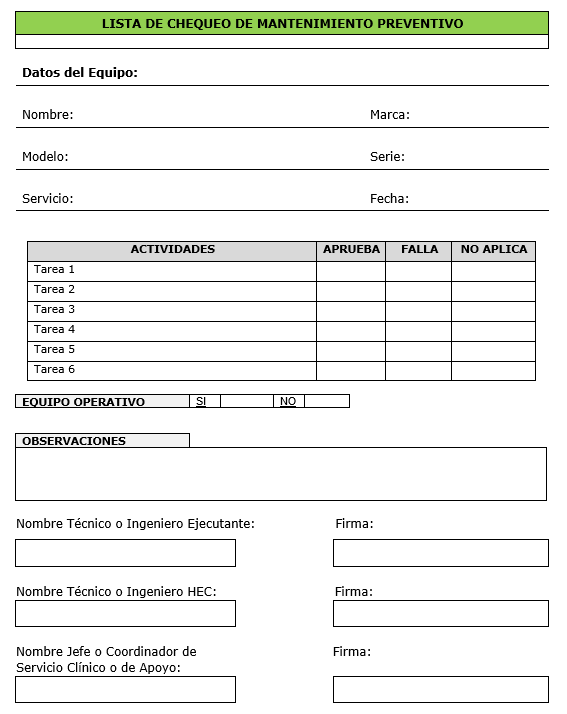 LISTA DE CHEQUEO DE MANTENIMIENTO PREVENTIVO
Datos del Equipo:
Nombre: Marca:
Modelo: Serie:
Servicio: Fecha:
ACTIVIDADES APRUEBA FALLA NO APLICA
Tarea 1
Tarea 2
Tarea 3
Tarea 4
Tarea 5
Tarea 6
EQUIPO OPERATIVO SI NO
OBSERVACIONES
Nombre Técnico o Ingeniero Ejecutante: Firma:
Nombre Técnico o Ingeniero HEC: Firma:
Nombre Jefe o Coordinador de Firma:
Servicio Clínico o de Apoyo: